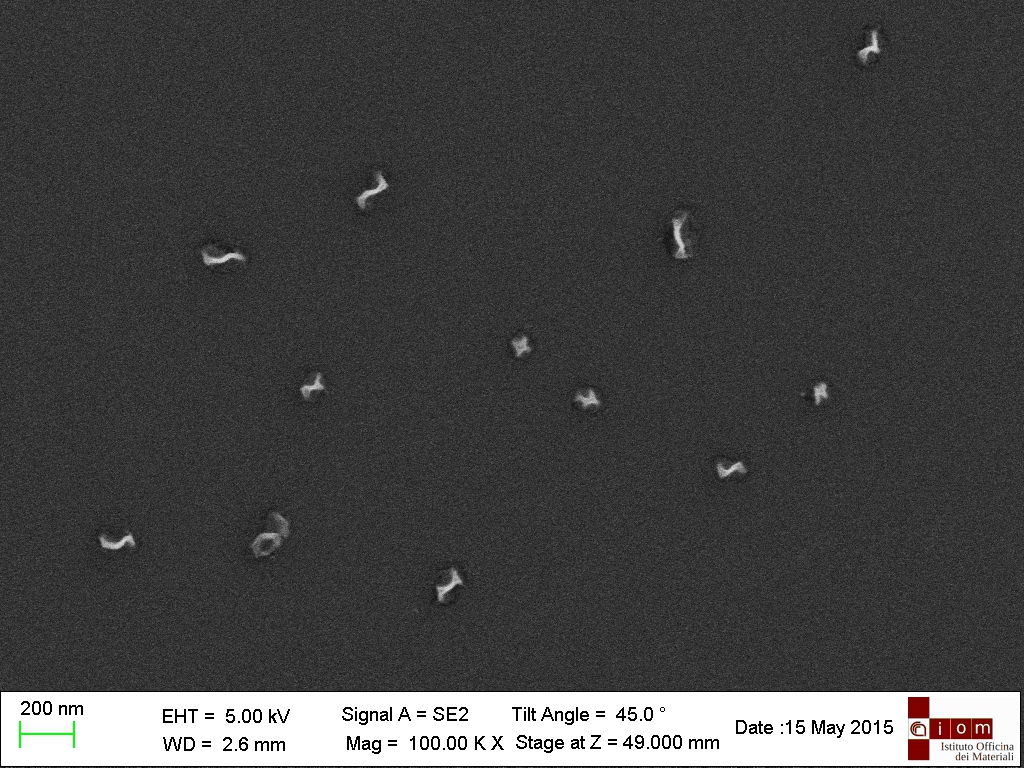 200 nm
EHT = 5.00 kV
WD = 2.6 mm
Signal A = SE2
Mag = 100.00 K X
Tilt Angle = 45.0 °
Stage at Z = 49.000 mm
Date :15 May 2015
iom
Istituto Officina
dei Materiali